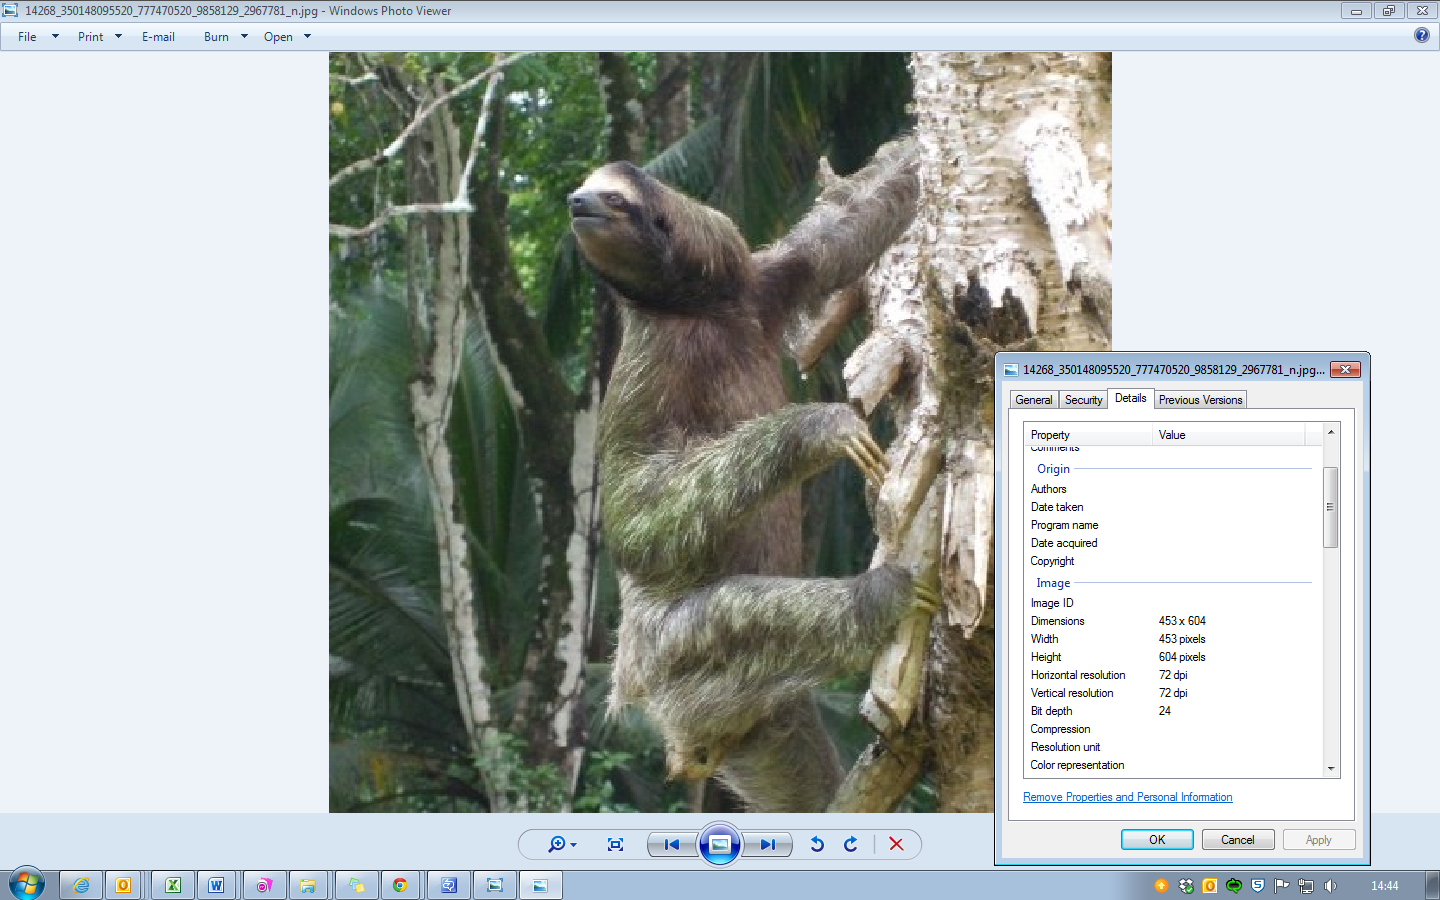 14268_350148095520_777470520_9858129_2967781_n.jpg - Windows Photo Viewer
File Print E-mail Burn Open
14268_350148095520_777470520_9858129_2967781_n.jpg...
General Security Details Previous Versions
Property Value
Comments
Origin
Authors
Date taken
Program name
Date acquired
Copyright
Image
Image ID
Dimensions 453 x 604
Width 453 pixels
Height 604 pixels
Horizontal resolution 72 dpi
Vertical resolution 72 dpi
Bit depth 24
Compression
Resolution unit
Color representation
Remove Properties and Personal Information
OK Cancel Apply
14:44